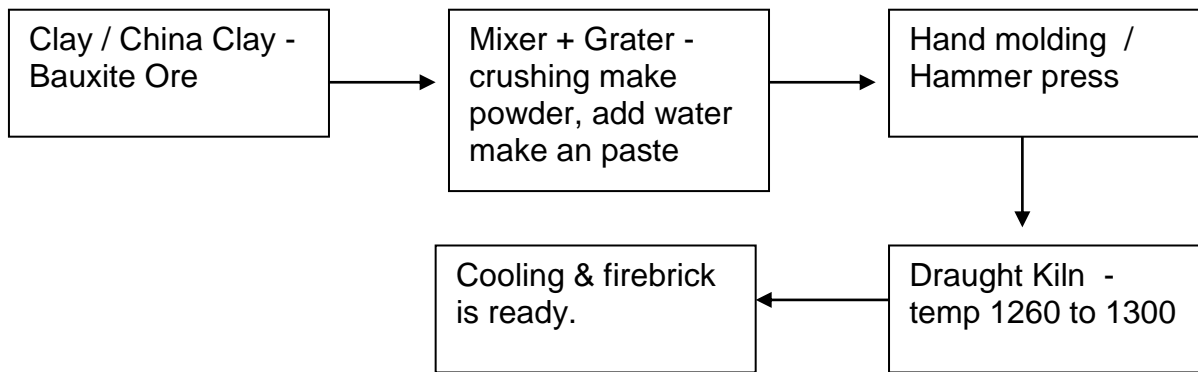 Clay / China Clay -
Bauxite Ore
Mixer + Grater -
crushing make
powder, add water
make an paste
Hand molding  /
Hammer press
Draught Kiln  -
temp 1260 to 1300
Cooling & firebrick
is ready.